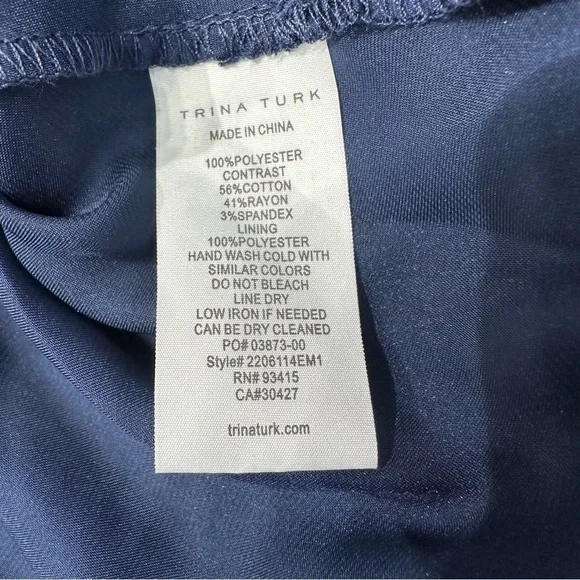 TRINA TURK
MADE IN CHINA
100%POLYESTER
CONTRAST
56%COTTON
41%RAYON
3%SPANDEX
LINING
100%POLYESTER
HAND WASH COLD WITH
SIMILAR COLORS
DO NOT BLEACH
LINE DRY
LOW IRON IF NEEDED
CAN BE DRY CLEANED
PO# 03873-00
Style# 2206114EM1
RN# 93415
CA#30427
trinaturk.com